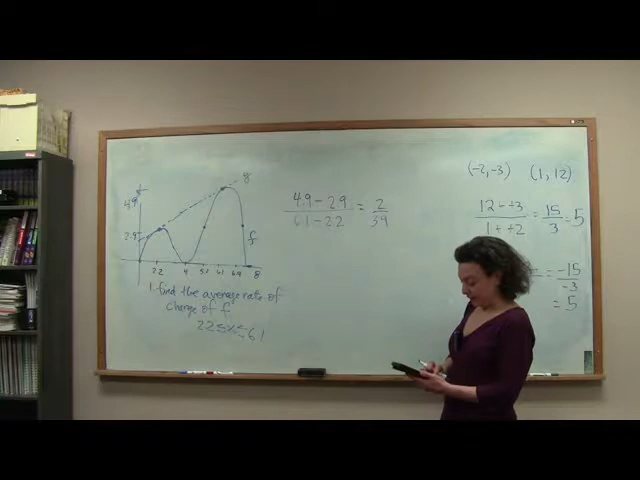 y
4.9
2.9
f
2.2 4 5.1 6.1 6.9 8
1. find the average rate of
change of f
2.2≤x≤6.1
4.9-2.9 = 2
6.1-2.2 3.9
(-2,-3) (1,12)
12--3 = 15 = 5
1--2 3
= -15
-3
= 5